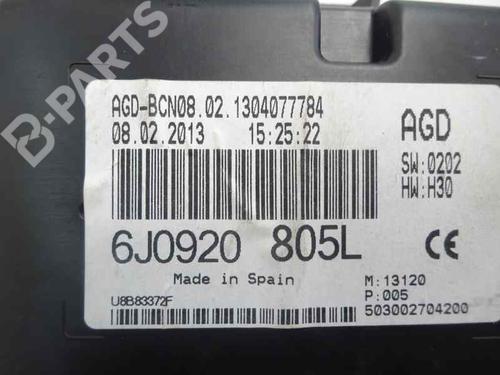 B-PARTS
AGD-BCN08.02.1304077784
08.02.2013 15:25:22
AGD
SW:0202
HW:H30
6J0920 805L
CE
Made in Spain
M:13120
P:005
U8B83372F
503002704200